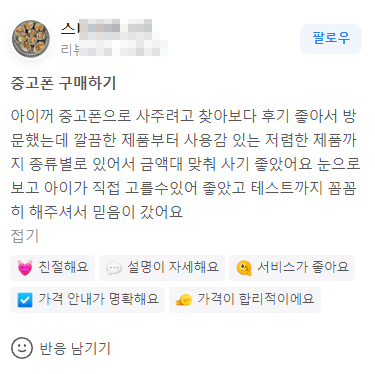 스
팔로우
리뷰
중고폰 구매하기
아이꺼 중고폰으로 사주려고 찾아보다 후기 좋아서 방
문했는데 깔끔한 제품부터 사용감 있는 저렴한 제품까
지 종류별로 있어서 금액대 맞춰 사기 좋았어요 눈으로
보고 아이가 직접 고를수있어 좋았고 테스트까지 꼼꼼
히 해주셔서 믿음이 갔어요
접기
친절해요 설명이 자세해요 서비스가 좋아요
가격 안내가 명확해요 가격이 합리적이에요
반응 남기기